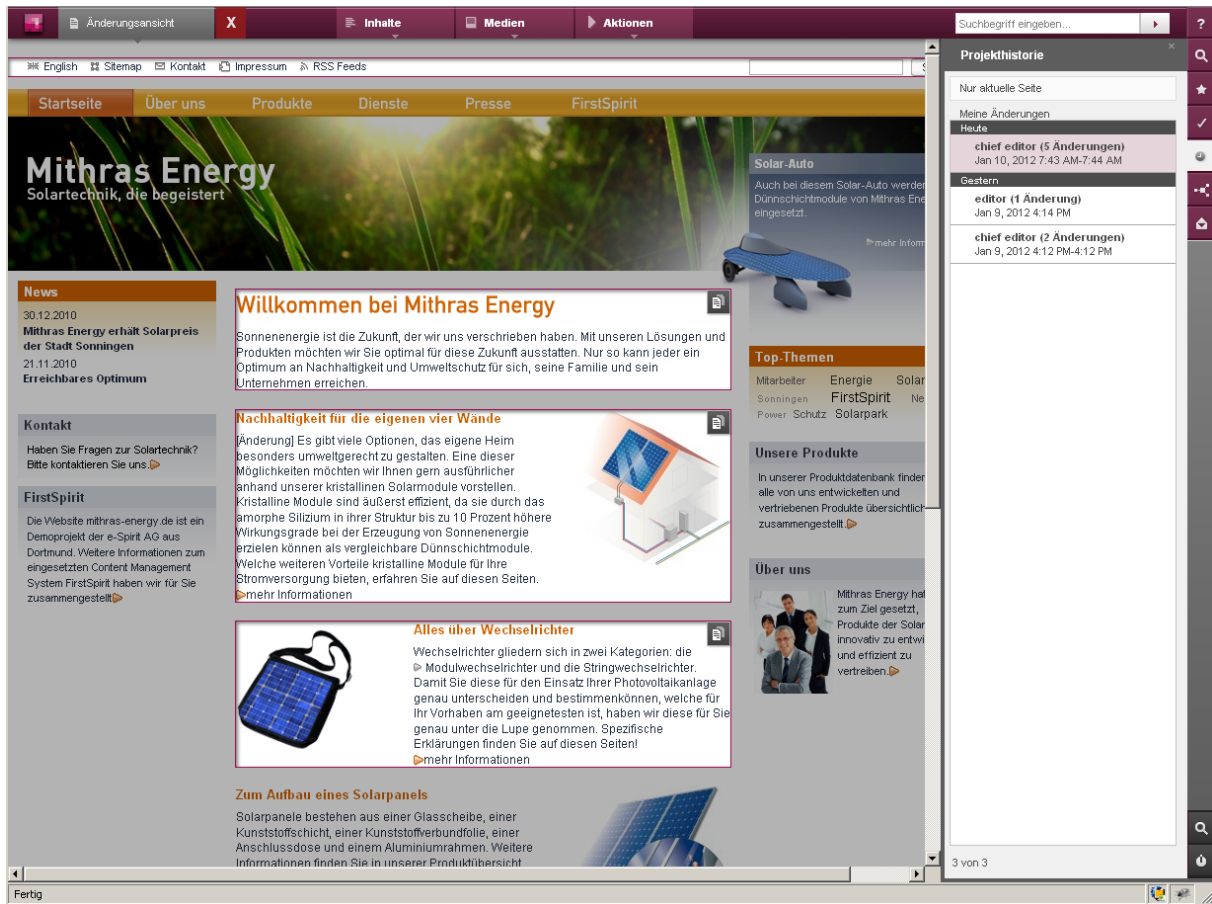 Änderungsansicht
X
Inhalte
Medien
Aktionen
Suchbegriff eingeben...
?
English
Sitemap
Kontakt
Impressum
RSS Feeds
Startseite
Über uns
Produkte
Dienste
Presse
FirstSpirit
Mithras Energy
Solartechnik, die begeistert
Solar-Auto
Auch bei diesem Solar-Auto werden
Dünnschichtmodule von Mithras Ene
eingesetzt.
mehr Inform
News
30.12.2010
Mithras Energy erhält Solarpreis
der Stadt Sonningen
21.11.2010
Erreichbares Optimum
Kontakt
Haben Sie Fragen zur Solartechnik?
Bitte kontaktieren Sie uns.
FirstSpirit
Die Website mithras-energy.de ist ein
Demoprojekt der e-Spirit AG aus
Dortmund. Weitere Informationen zum
eingesetzten Content Management
System FirstSpirit haben wir für Sie
zusammengestellt
Willkommen bei Mithras Energy
Sonnenenergie ist die Zukunft, der wir uns verschrieben haben. Mit unseren Lösungen und
Produkten möchten wir Sie optimal für diese Zukunft ausstatten. Nur so kann jeder ein
Optimum an Nachhaltigkeit und Umweltschutz für sich, seine Familie und sein
Unternehmen erreichen.
Nachhaltigkeit für die eigenen vier Wände
[Änderung] Es gibt viele Optionen, das eigene Heim
besonders umweltgerecht zu gestalten. Eine dieser
Möglichkeiten möchten wir Ihnen gern ausführlicher
anhand unserer kristallinen Solarmodule vorstellen.
Kristalline Module sind äußerst effizient, da sie durch das
amorphe Silizium in ihrer Struktur bis zu 10 Prozent höhere
Wirkungsgrade bei der Erzeugung von Sonnenenergie
erzielen können als vergleichbare Dünnschichtmodule.
Welche weiteren Vorteile kristalline Module für Ihre
Stromversorgung bieten, erfahren Sie auf diesen Seiten.
mehr Informationen
Alles über Wechselrichter
Wechselrichter gliedern sich in zwei Kategorien: die
Modulwechselrichter und die Stringwechselrichter.
Damit Sie diese für den Einsatz Ihrer Photovoltaikanlage
genau unterscheiden und bestimmenkönnen, welche für
Ihr Vorhaben am geeignetesten ist, haben wir diese für Sie
genau unter die Lupe genommen. Spezifische
Erklärungen finden Sie auf diesen Seiten!
mehr Informationen
Zum Aufbau eines Solarpanels
Solarpanele bestehen aus einer Glasscheibe, einer
Kunststoffschicht, einer Kunststoffverbundfolie, einer
Anschlussdose und einem Aluminiumrahmen. Weitere
Informationen finden Sie in unserer Produktübersicht
Top-Themen
Mitarbeiter Energie Solar
Sonningen FirstSpirit Ne
Power Schutz Solarpark
Unsere Produkte
In unserer Produktdatenbank finden
alle von uns entwickelten und
vertriebenen Produkte übersichtlich
zusammengestellt.
Über uns
Mithras Energy hat
zum Ziel gesetzt,
Produkte der Solar
innovativ zu entwi
und effizient zu
vertreiben.
Projekthistorie
Nur aktuelle Seite
Meine Änderungen
Heute
chief editor (5 Änderungen)
Jan 10, 2012 7:43 AM-7:44 AM
Gestern
editor (1 Änderung)
Jan 9, 2012 4:14 PM
chief editor (2 Änderungen)
Jan 9, 2012 4:12 PM-4:12 PM
3 von 3
Fertig